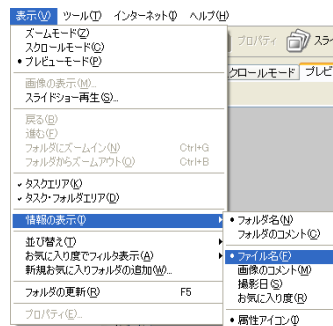 表示(V) ツール(T) インターネット(I) ヘルプ(H)
ズームモード(Z)
スクロールモード(C)
• プレビューモード(P)
画像の表示(M)...
スライドショー再生(S)...
戻る(B)
進む(F)
フォルダにズームイン(N) Ctrl+G
フォルダからズームアウト(O) Ctrl+B
✓ タスクエリア(K)
✓ タスク・フォルダエリア(D)
情報の表示(I)
並び替え(T)
お気に入り度でフィルタ表示(A)
新規お気に入りフォルダの追加(W)...
フォルダの更新(R) F5
プロパティ(E)...
プロパティ スライ
クロールモード プレビ
• フォルダ名(N)
フォルダのコメント(C)
• ファイル名(F)
画像のコメント(M)
撮影日(S)
お気に入り度(R)
• 属性アイコン(I)